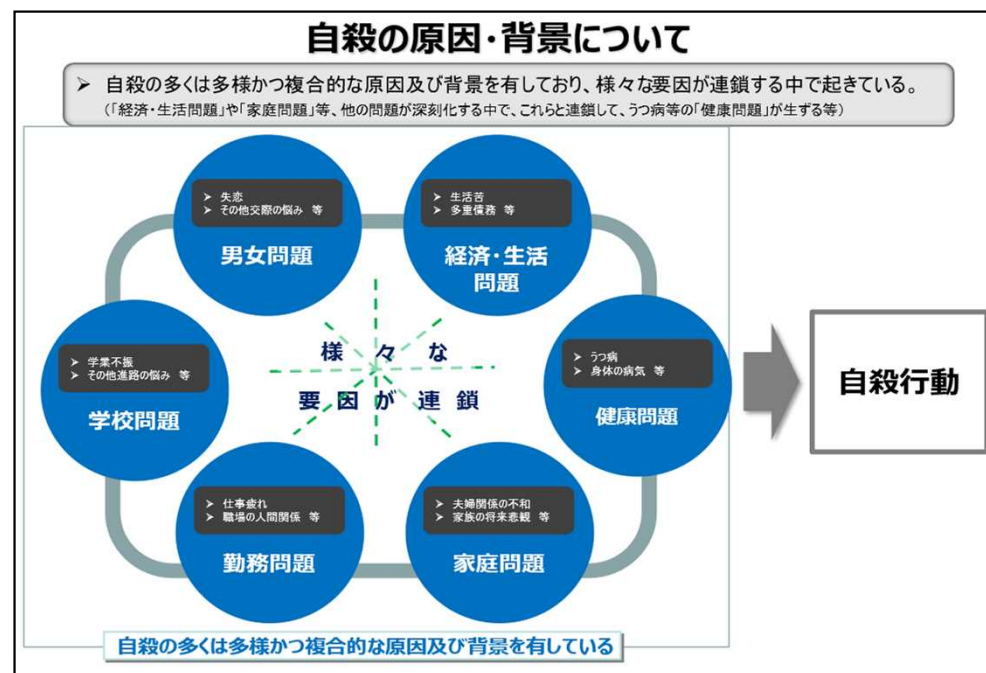 自殺の原因・背景について
➢ 自殺の多くは多様かつ複合的な原因及び背景を有しており、様々な要因が連鎖する中で起きている。
(「経済・生活問題」や「家庭問題」等、他の問題が深刻化する中で、これらと連鎖して、うつ病等の「健康問題」が生ずる等)
➢ 失恋
➢ その他交際の悩み 等
男女問題
➢ 生活苦
➢ 多重債務 等
経済・生活
問題
➢ 学業不振
➢ その他進路の悩み 等
学校問題
様々な
要因が連鎖
➢ うつ病
➢ 身体の病気 等
健康問題
自殺行動
➢ 仕事疲れ
➢ 職場の人間関係 等
勤務問題
➢ 夫婦関係の不和
➢ 家族の将来悲観 等
家庭問題
自殺の多くは多様かつ複合的な原因及び背景を有している